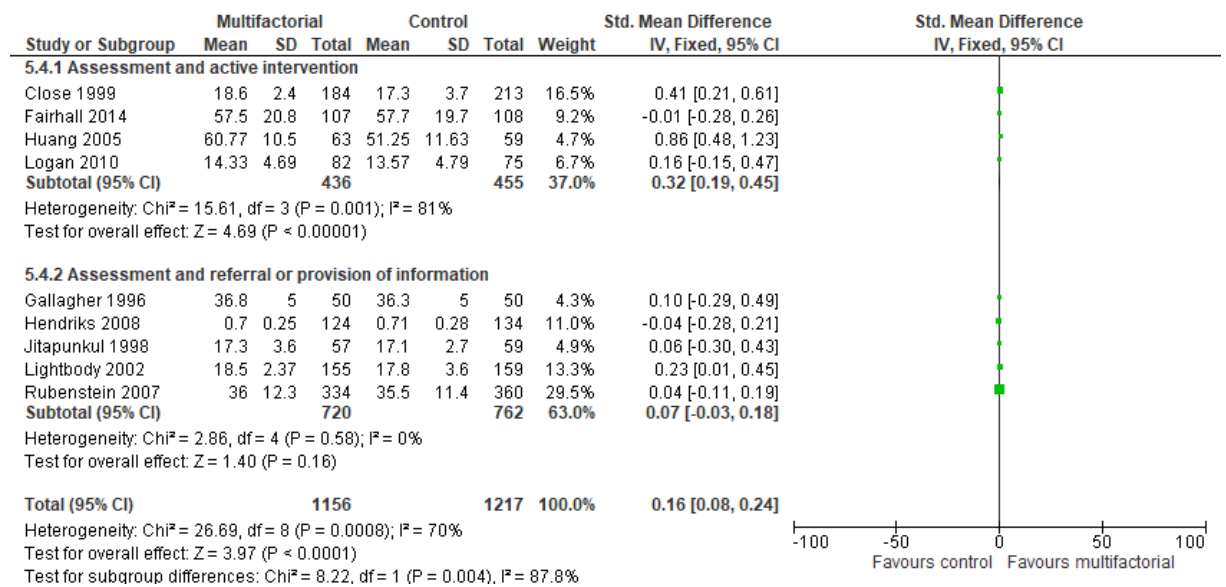 Multifactorial Control Std. Mean Difference Std. Mean Difference
Study or Subgroup Mean SD Total Mean SD Total Weight IV, Fixed, 95% CI IV, Fixed, 95% CI
5.4.1 Assessment and active intervention
Close 1999 18.6 2.4 184 17.3 3.7 213 16.5% 0.41 [0.21, 0.61]
Fairhall 2014 57.5 20.8 107 57.7 19.7 108 9.2% -0.01 [-0.28, 0.26]
Huang 2005 60.77 10.5 63 51.25 11.63 59 4.7% 0.86 [0.48, 1.23]
Logan 2010 14.33 4.69 82 13.57 4.79 75 6.7% 0.16 [-0.15, 0.47]
Subtotal (95% CI) 436 455 37.0% 0.32 [0.19, 0.45]
Heterogeneity: Chi² = 15.61, df = 3 (P = 0.001); I² = 81%
Test for overall effect: Z = 4.69 (P < 0.00001)
5.4.2 Assessment and referral or provision of information
Gallagher 1996 36.8 5 50 36.3 5 50 4.3% 0.10 [-0.29, 0.49]
Hendriks 2008 0.7 0.25 124 0.71 0.28 134 11.0% -0.04 [-0.28, 0.21]
Jitapunkul 1998 17.3 3.6 57 17.1 2.7 59 4.9% 0.06 [-0.30, 0.43]
Lightbody 2002 18.5 2.37 155 17.8 3.6 159 13.3% 0.23 [0.01, 0.45]
Rubenstein 2007 36 12.3 334 35.5 11.4 360 29.5% 0.04 [-0.11, 0.19]
Subtotal (95% CI) 720 762 63.0% 0.07 [-0.03, 0.18]
Heterogeneity: Chi² = 2.86, df = 4 (P = 0.58); I² = 0%
Test for overall effect: Z = 1.40 (P = 0.16)
Total (95% CI) 1156 1217 100.0% 0.16 [0.08, 0.24]
Heterogeneity: Chi² = 26.69, df = 8 (P = 0.0008); I² = 70%
Test for overall effect: Z = 3.97 (P < 0.0001)
Test for subgroup differences: Chi² = 8.22, df = 1 (P = 0.004), I² = 87.8%
-100 -50 0 50 100
Favours control Favours multifactorial